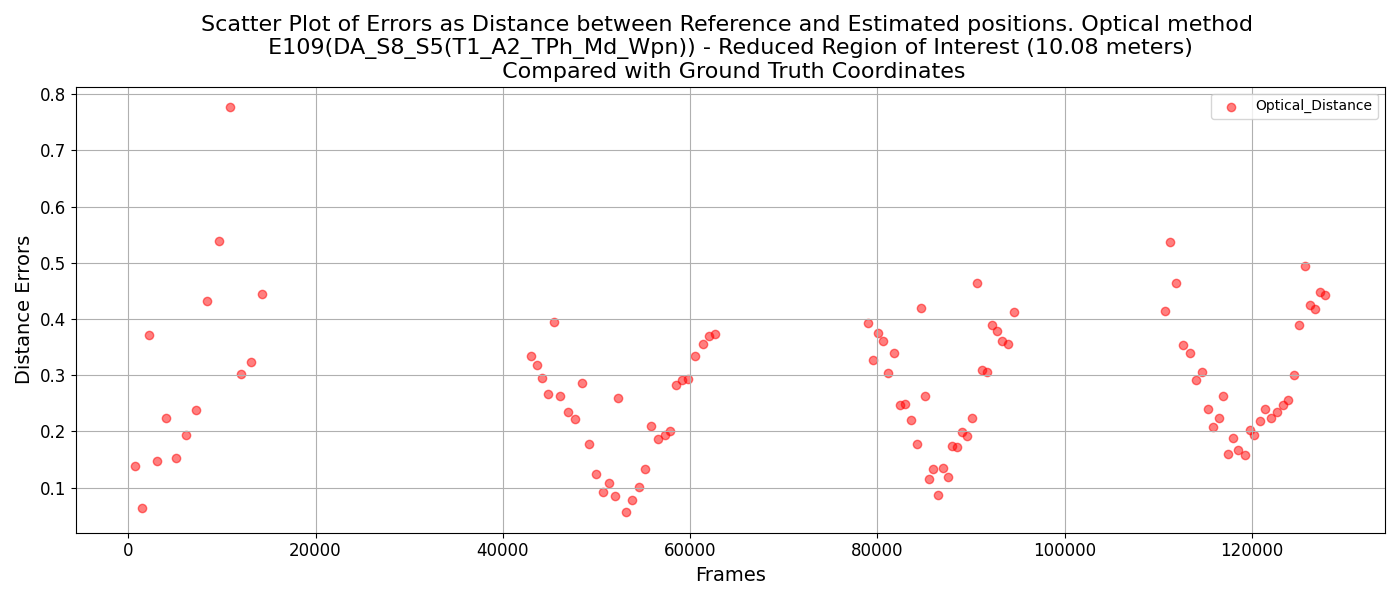 Scatter Plot of Errors as Distance between Reference and Estimated positions. Optical method
E109(DA_S8_S5(T1_A2_TPh_Md_Wpn)) - Reduced Region of Interest (10.08 meters)
Compared with Ground Truth Coordinates
Optical_Distance
Distance Errors
0.8
0.7
0.6
0.5
0.4
0.3
0.2
0.1
0 20000 40000 60000 80000 100000 120000
Frames